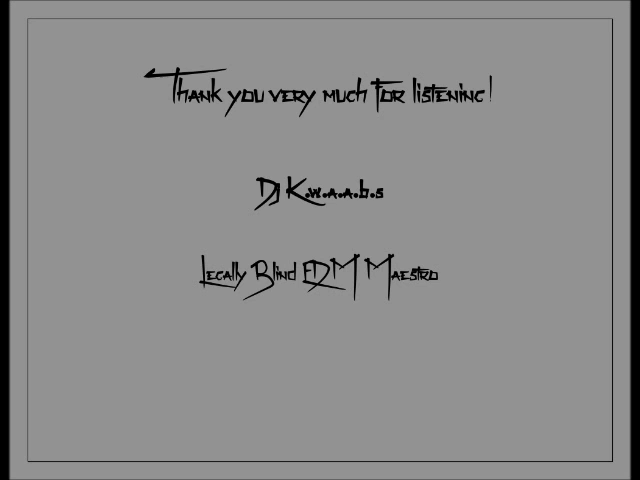 Thank you very much For listening!
Dj K.w.a.a.b.s
Legally Blind EDM Maestro